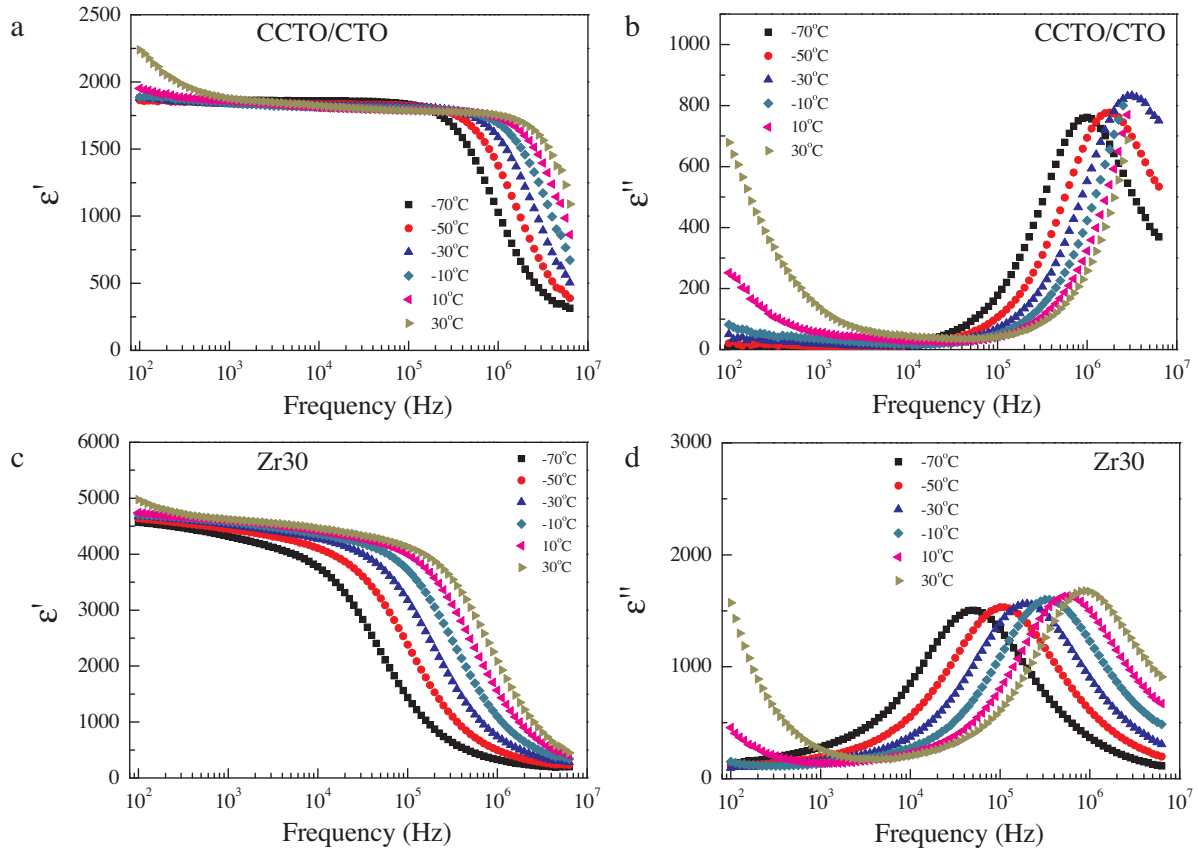 a
CCTO/CTO
2500
2000
1500
1000
500
0
ε'
-70°C
-50°C
-30°C
-10°C
10°C
30°C
10² 10³ 10⁴ 10⁵ 10⁶ 10⁷
Frequency (Hz)
b
CCTO/CTO
1000
800
600
400
200
0
ε''
-70°C
-50°C
-30°C
-10°C
10°C
30°C
10² 10³ 10⁴ 10⁵ 10⁶ 10⁷
Frequency (Hz)
c
Zr30
6000
5000
4000
3000
2000
1000
0
ε'
-70°C
-50°C
-30°C
-10°C
10°C
30°C
10² 10³ 10⁴ 10⁵ 10⁶ 10⁷
Frequency (Hz)
d
Zr30
3000
2000
1000
0
ε''
-70°C
-50°C
-30°C
-10°C
10°C
30°C
10² 10³ 10⁴ 10⁵ 10⁶ 10⁷
Frequency (Hz)